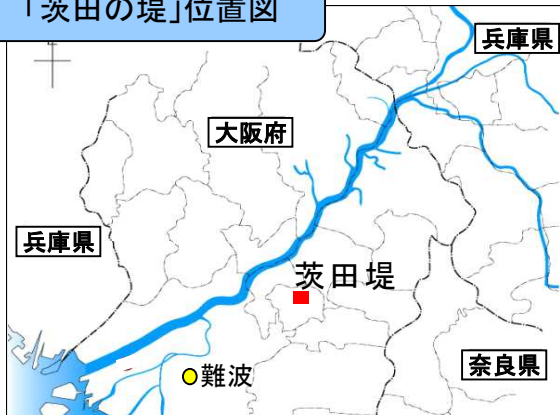 「茨田の堤」位置図
兵庫県
大阪府
兵庫県
茨田堤
奈良県
難波